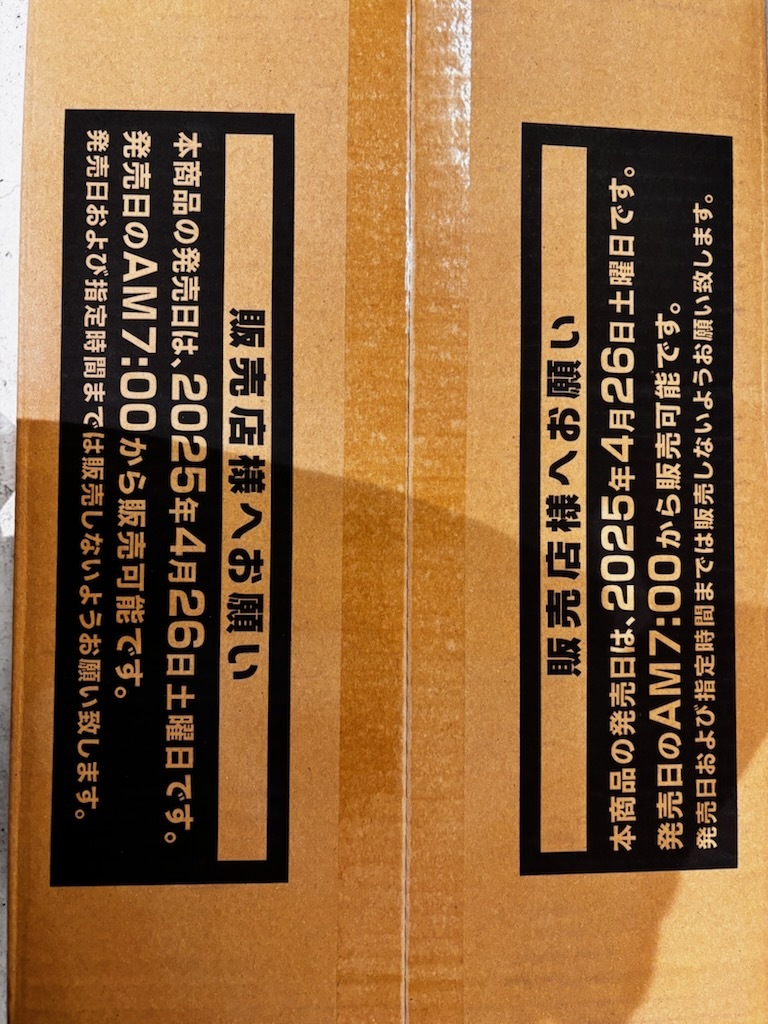 販売店様へお願い
本商品の発売日は、2025年4月26日土曜日です。
発売日のAM7:00から販売可能です。
発売日および指定時間までは販売しないようお願い致します。
販売店様へお願い
本商品の発売日は、2025年4月26日土曜日です。
発売日のAM7:00から販売可能です。
発売日および指定時間までは販売しないようお願い致します。